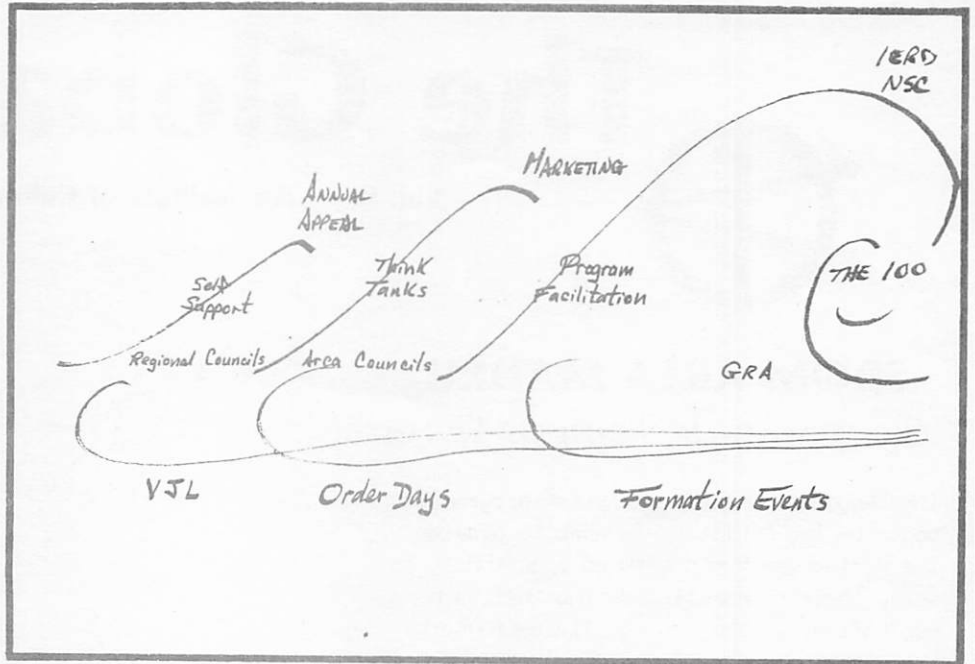 IERD
NSC
MARKETING
ANNUAL
APPEAL
THE 100
Think
Tanks
Program
Facilitation
Self
Support
Regional Councils
Area Councils
GRA
VJL
Order Days
Formation Events